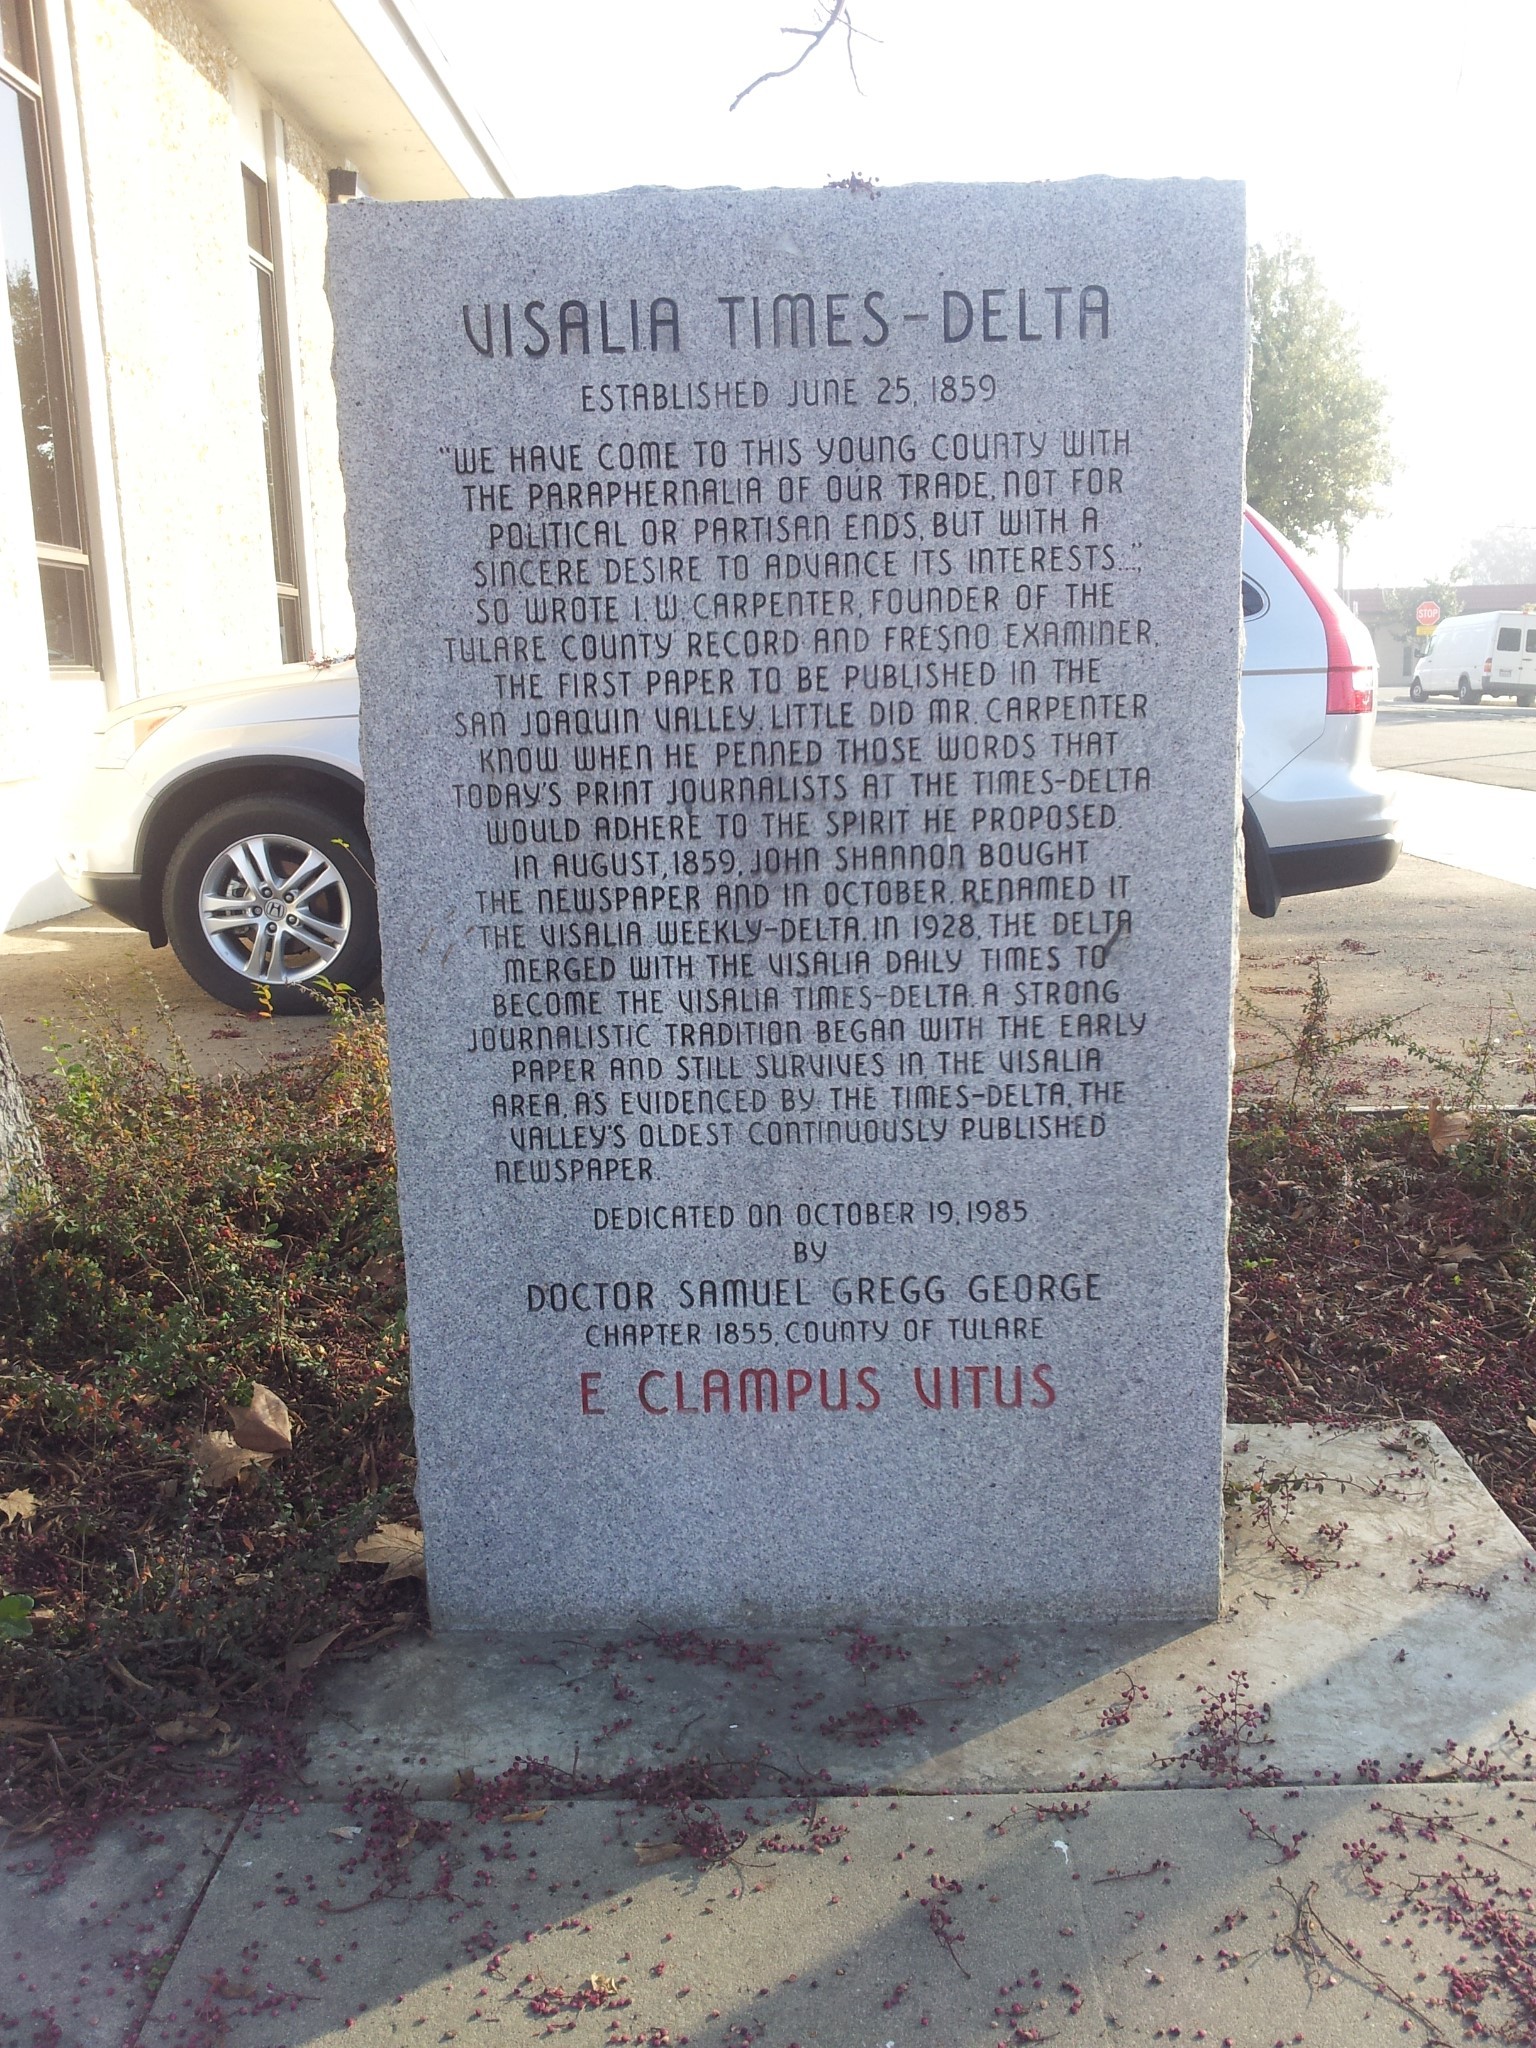 VISALIA TIMES-DELTA
ESTABLISHED JUNE 25, 1859
"WE HAVE COME TO THIS YOUNG COUNTY WITH
THE PARAPHERNALIA OF OUR TRADE, NOT FOR
POLITICAL OR PARTISAN ENDS, BUT WITH A
SINCERE DESIRE TO ADVANCE ITS INTERESTS...",
SO WROTE I. W. CARPENTER, FOUNDER OF THE
TULARE COUNTY RECORD AND FRESNO EXAMINER,
THE FIRST PAPER TO BE PUBLISHED IN THE
SAN JOAQUIN VALLEY. LITTLE DID MR. CARPENTER
KNOW WHEN HE PENNED THOSE WORDS THAT
TODAY'S PRINT JOURNALISTS AT THE TIMES-DELTA
WOULD ADHERE TO THE SPIRIT HE PROPOSED.
IN AUGUST, 1859, JOHN SHANNON BOUGHT
THE NEWSPAPER AND IN OCTOBER, RENAMED IT
THE VISALIA WEEKLY-DELTA. IN 1928, THE DELTA
MERGED WITH THE VISALIA DAILY TIMES TO
BECOME THE VISALIA TIMES-DELTA. A STRONG
JOURNALISTIC TRADITION BEGAN WITH THE EARLY
PAPER AND STILL SURVIVES IN THE VISALIA
AREA, AS EVIDENCED BY THE TIMES-DELTA, THE
VALLEY'S OLDEST CONTINUOUSLY PUBLISHED
NEWSPAPER.
DEDICATED ON OCTOBER 19, 1985
BY
DOCTOR SAMUEL GREGG GEORGE
CHAPTER 1855, COUNTY OF TULARE
E CLAMPUS VITUS
STOP